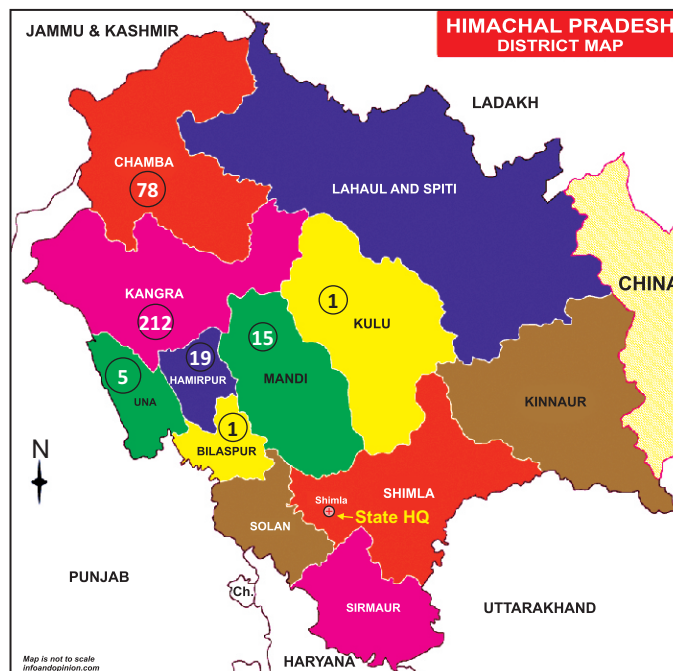 JAMMU & KASHMIR
HIMACHAL PRADESH
DISTRICT MAP
LADAKH
CHAMBA
78
LAHAUL AND SPITI
KANGRA
212
1
KULU
CHINA
15
MANDI
19
HAMIRPUR
5
UNA
KINNAUR
1
BILASPUR
N
Shimla
SHIMLA
State HQ
SOLAN
PUNJAB
Ch.
SIRMAUR
UTTARAKHAND
HARYANA
Map is not to scale
infoandopinion.com